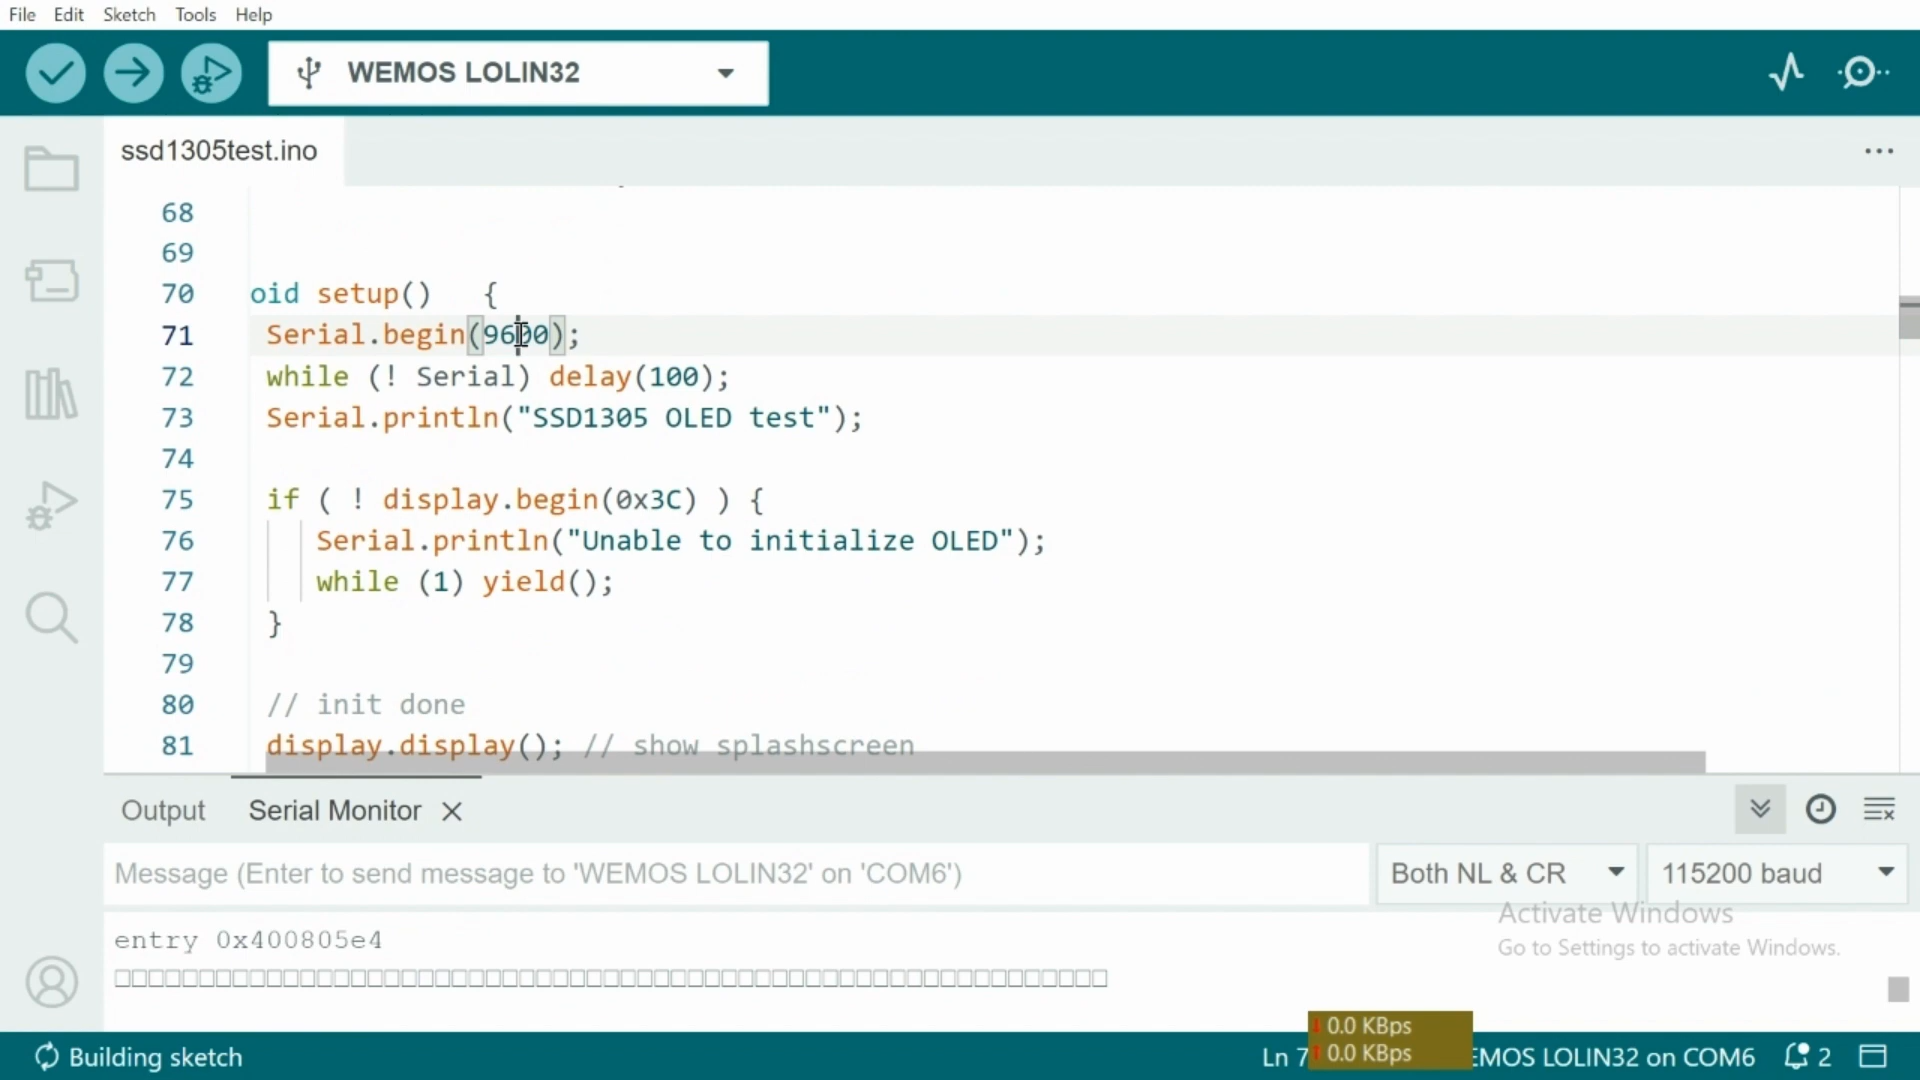 File Edit Sketch Tools Help
WEMOS LOLIN32
ssd1305test.ino
68
69
70 oid setup()   {
71 Serial.begin(9600);
72 while (! Serial) delay(100);
73 Serial.println("SSD1305 OLED test");
74
75 if ( ! display.begin(0x3C) ) {
76 Serial.println("Unable to initialize OLED");
77 while (1) yield();
78 }
79
80 // init done
81 display.display(); // show splashscreen
Output Serial Monitor
Message (Enter to send message to 'WEMOS LOLIN32' on 'COM6') Both NL & CR 115200 baud
Activate Windows
entry 0x400805e4
Go to Settings to activate Windows.
□□□□□□□□□□□□□□□□□□□□□□□□□□□□□□□□□□□□□□□□□□□□□□□□□□□□□□□□□□□
0.0 KBps
Building sketch Ln 7 0.0 KBps EMOS LOLIN32 on COM6 2